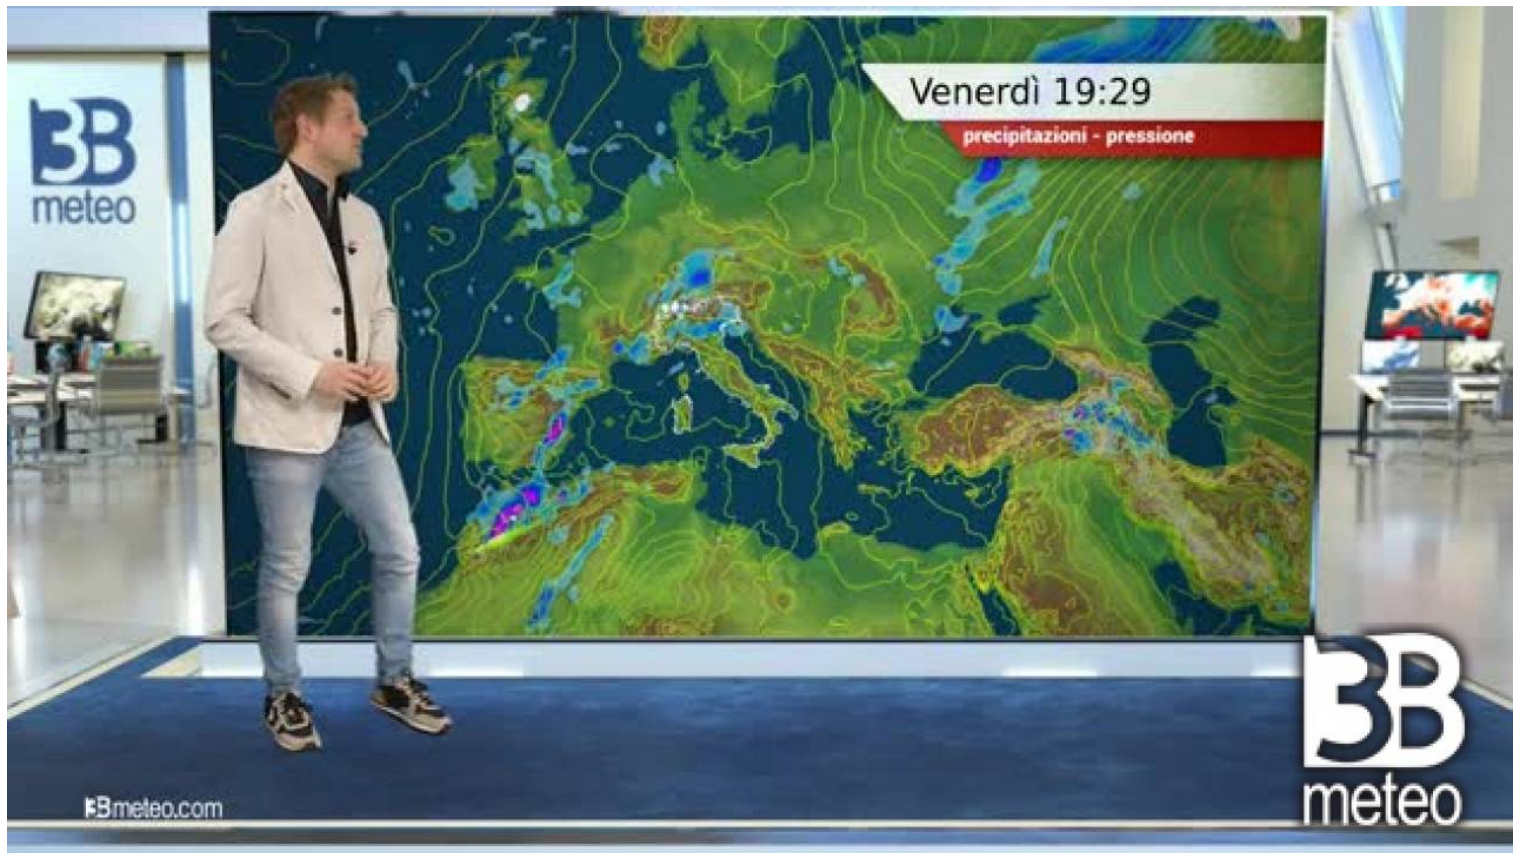 3B
meteo
Venerdì 19:29
precipitazioni - pressione
3Bmeteo.com
3B
meteo